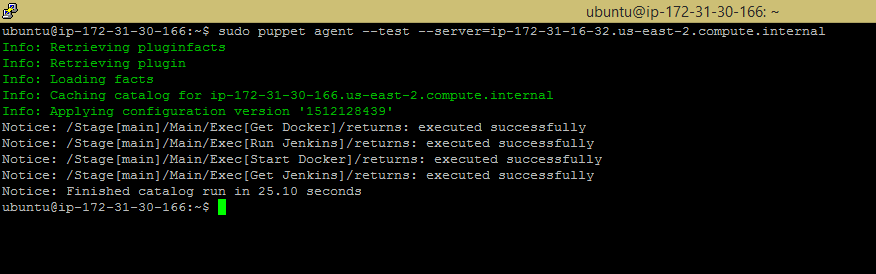 ubuntu@ip-172-31-30-166: ~
ubuntu@ip-172-31-30-166:~$ sudo puppet agent --test --server=ip-172-31-16-32.us-east-2.compute.internal
Info: Retrieving pluginfacts
Info: Retrieving plugin
Info: Loading facts
Info: Caching catalog for ip-172-31-30-166.us-east-2.compute.internal
Info: Applying configuration version '1512128439'
Notice: /Stage[main]/Main/Exec[Get Docker]/returns: executed successfully
Notice: /Stage[main]/Main/Exec[Run Jenkins]/returns: executed successfully
Notice: /Stage[main]/Main/Exec[Start Docker]/returns: executed successfully
Notice: /Stage[main]/Main/Exec[Get Jenkins]/returns: executed successfully
Notice: Finished catalog run in 25.10 seconds
ubuntu@ip-172-31-30-166:~$